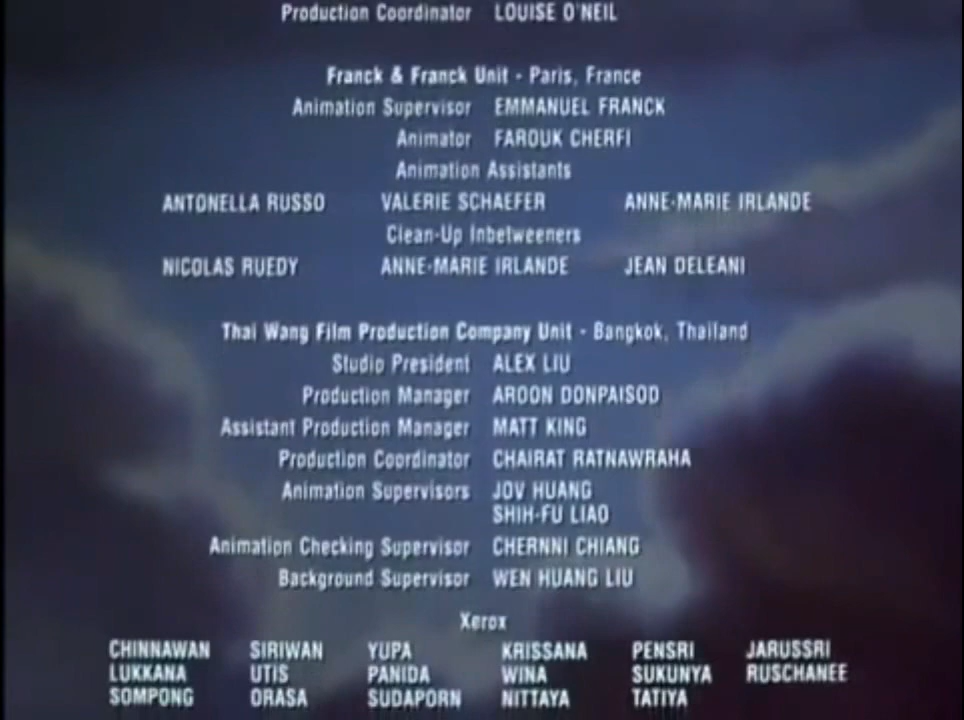 Production Coordinator LOUISE O'NEIL
Franck & Franck Unit - Paris, France
Animation Supervisor EMMANUEL FRANCK
Animator FAROUK CHERFI
Animation Assistants
ANTONELLA RUSSO VALERIE SCHAEFER ANNE-MARIE IRLANDE
Clean-Up Inbetweeners
NICOLAS RUEDY ANNE-MARIE IRLANDE JEAN DELEANI
Thai Wang Film Production Company Unit - Bangkok, Thailand
Studio President ALEX LIU
Production Manager AROON DONPAISOD
Assistant Production Manager MATT KING
Production Coordinator CHAIRAT RATNAWRAHA
Animation Supervisors JOV HUANG
SHIH-FU LIAO
Animation Checking Supervisor CHERNNI CHIANG
Background Supervisor WEN HUANG LIU
Xerox
CHINNAWAN SIRIWAN YUPA KRISSANA PENSRI JARUSSRI
LUKKANA UTIS PANIDA WINA SUKUNYA RUSCHANEE
SOMPONG ORASA SUDAPORN NITTAYA TATIYA